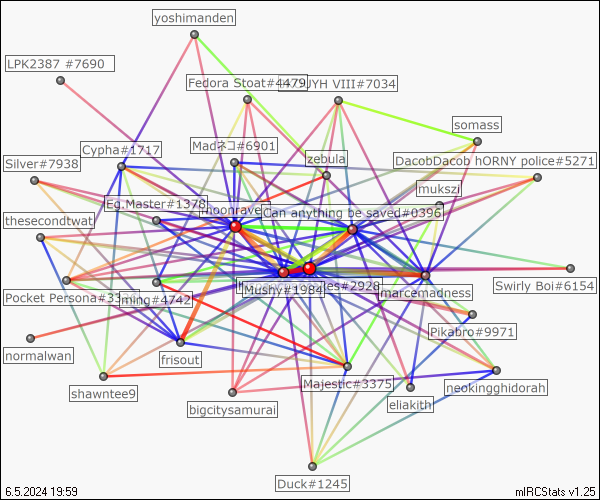 yoshimanden
LPK2387 #7690
Fedora Stoat#4479
JYH VIII#7034
somass
Cypha#1717
Madネコ#6901
zebula
DacobDacob hORNY police#5271
Silver#7938
mukszi
Eg.Master#1378
moonrave
Can anything be saved#0396
thesecondtwat
Swirly Boi#6154
Mushy#1984
es#2928
marcemadness
Pocket Persona#33
ming#4742
Pikabro#9971
normalwan
frisout
Majestic#3375
neokingghidorah
shawntee9
eliakith
bigcitysamurai
Duck#1245
6.5.2024 19:59
mIRCStats v1.25